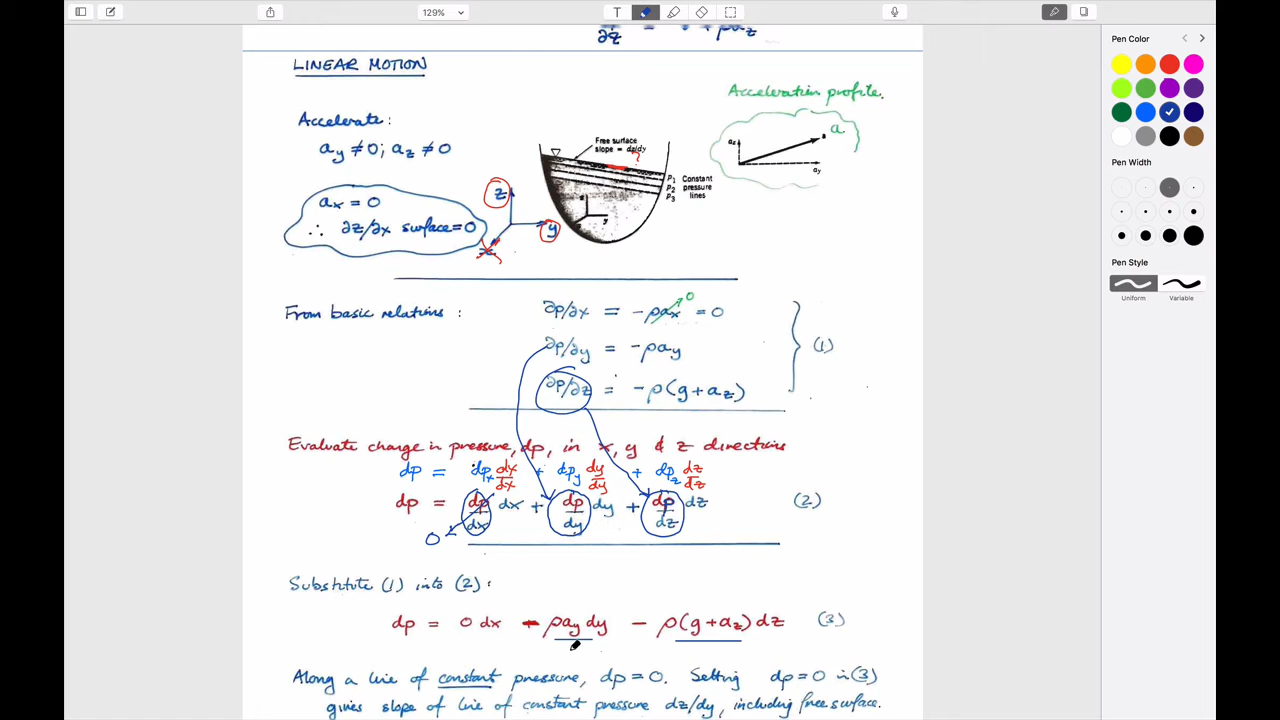 129%
T
∂z = ρaz
LINEAR MOTION
Acceleration profile.
Accelerate:
ay ≠ 0; az ≠ 0
Free surface
slope = dz/dy
?
az
a
a
ay
p1
p2
p3
Constant
pressure
lines
ax = 0
∴ ∂z/∂x surface = 0
z
y
x
z
y
From basic relations :
∂p/∂x = -ρax = 0
0
∂p/∂y = -ρay
(1)
∂p/∂z = -ρ(g + az)
Evaluate change in pressure, dp, in x, y & z directions
dp = dpx dx/dx + dpy dy/dy + dpz dz/dz
dp = dp/dx dx + dp/dy dy + dp/dz dz (2)
0
Substitute (1) into (2):
dp = 0 dx - ρay dy - ρ(g + az) dz (3)
Along a line of constant pressure, dp = 0. Setting dp = 0 in (3)
gives slope of line of constant pressure dz/dy, including free surface.
Pen Color
Pen Width
Pen Style
Uniform
Variable